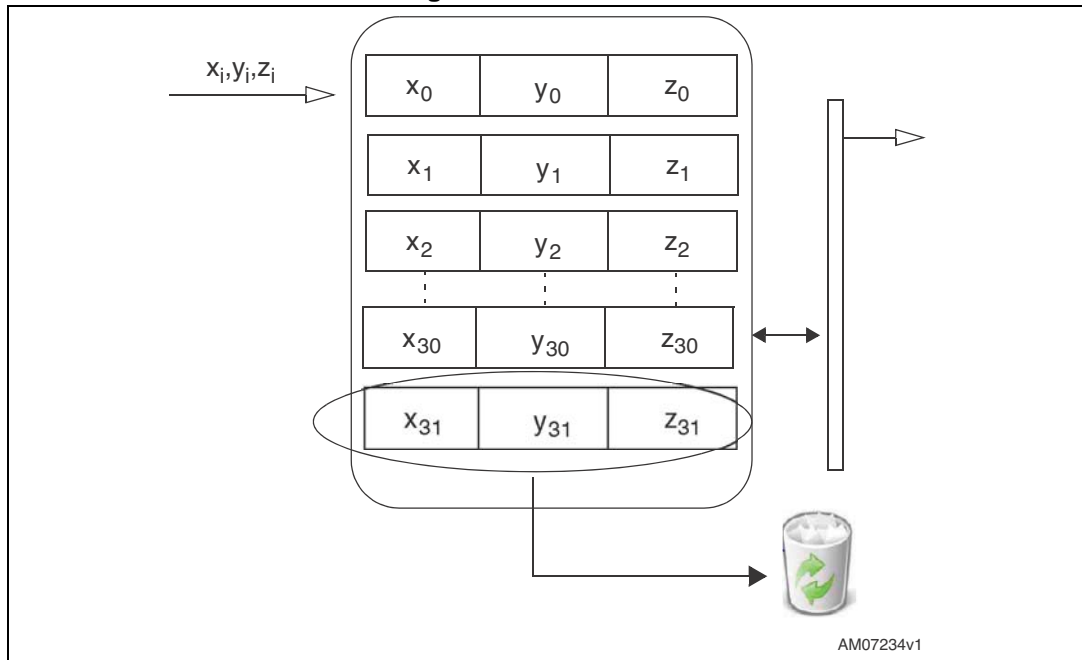 xᵢ,yᵢ,zᵢ
x₀ y₀ z₀
x₁ y₁ z₁
x₂ y₂ z₂
x₃₀ y₃₀ z₃₀
x₃₁ y₃₁ z₃₁
AM07234v1